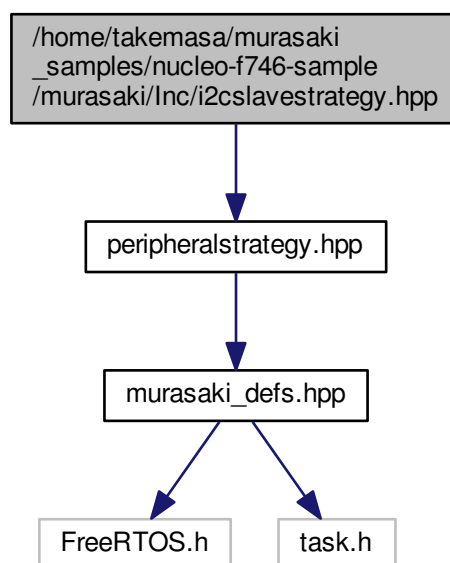 /home/takemasa/murasaki
_samples/nucleo-f746-sample
/murasaki/Inc/i2cslavestrategy.hpp
peripheralstrategy.hpp
murasaki_defs.hpp
FreeRTOS.h
task.h